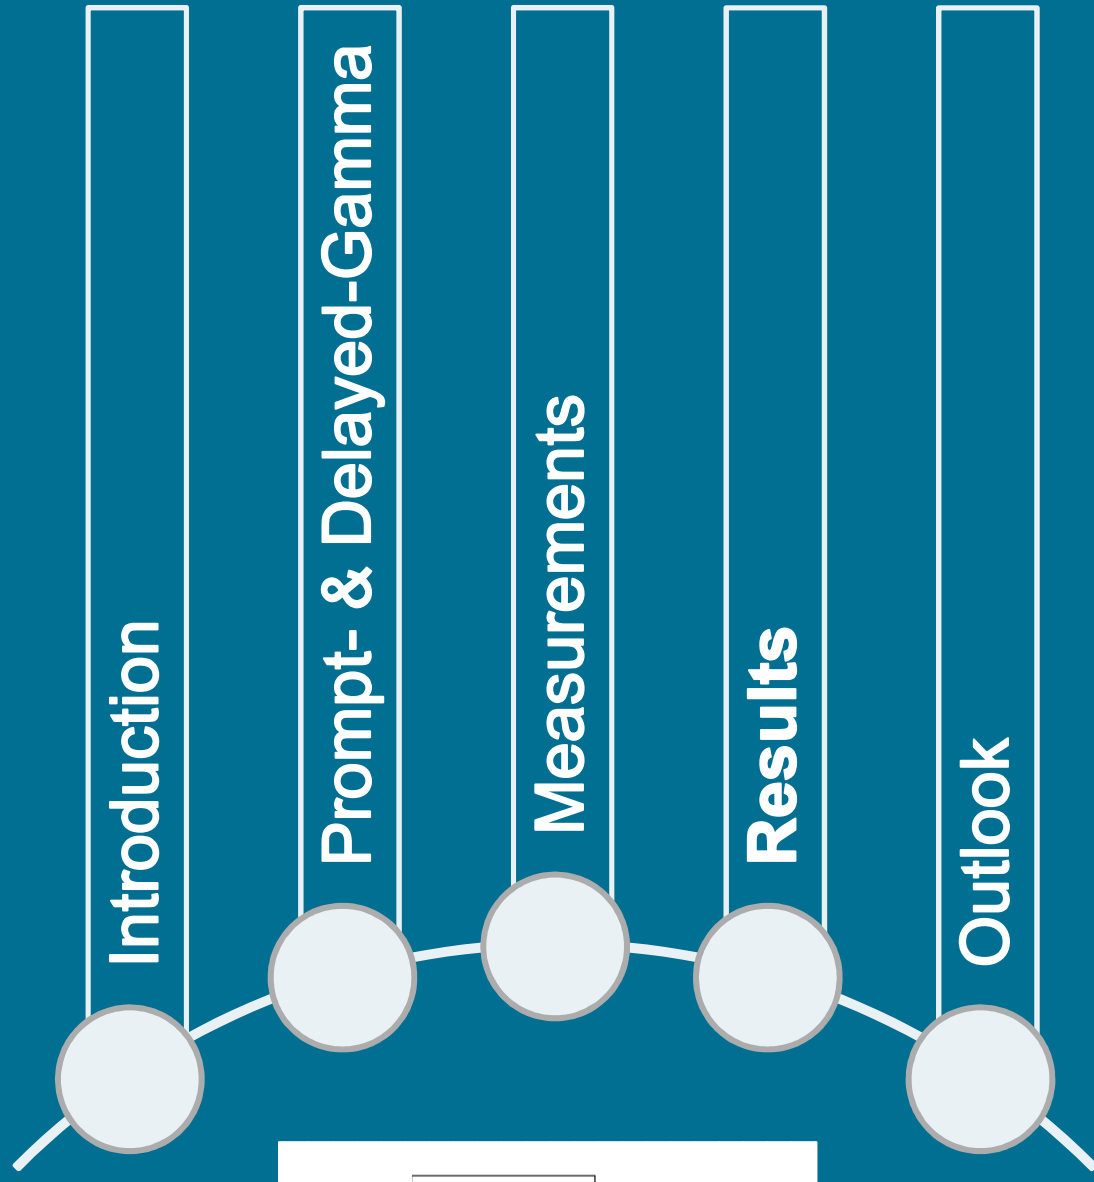 Introduction
Prompt- & Delayed-Gamma
Measurements
Results
Outlook